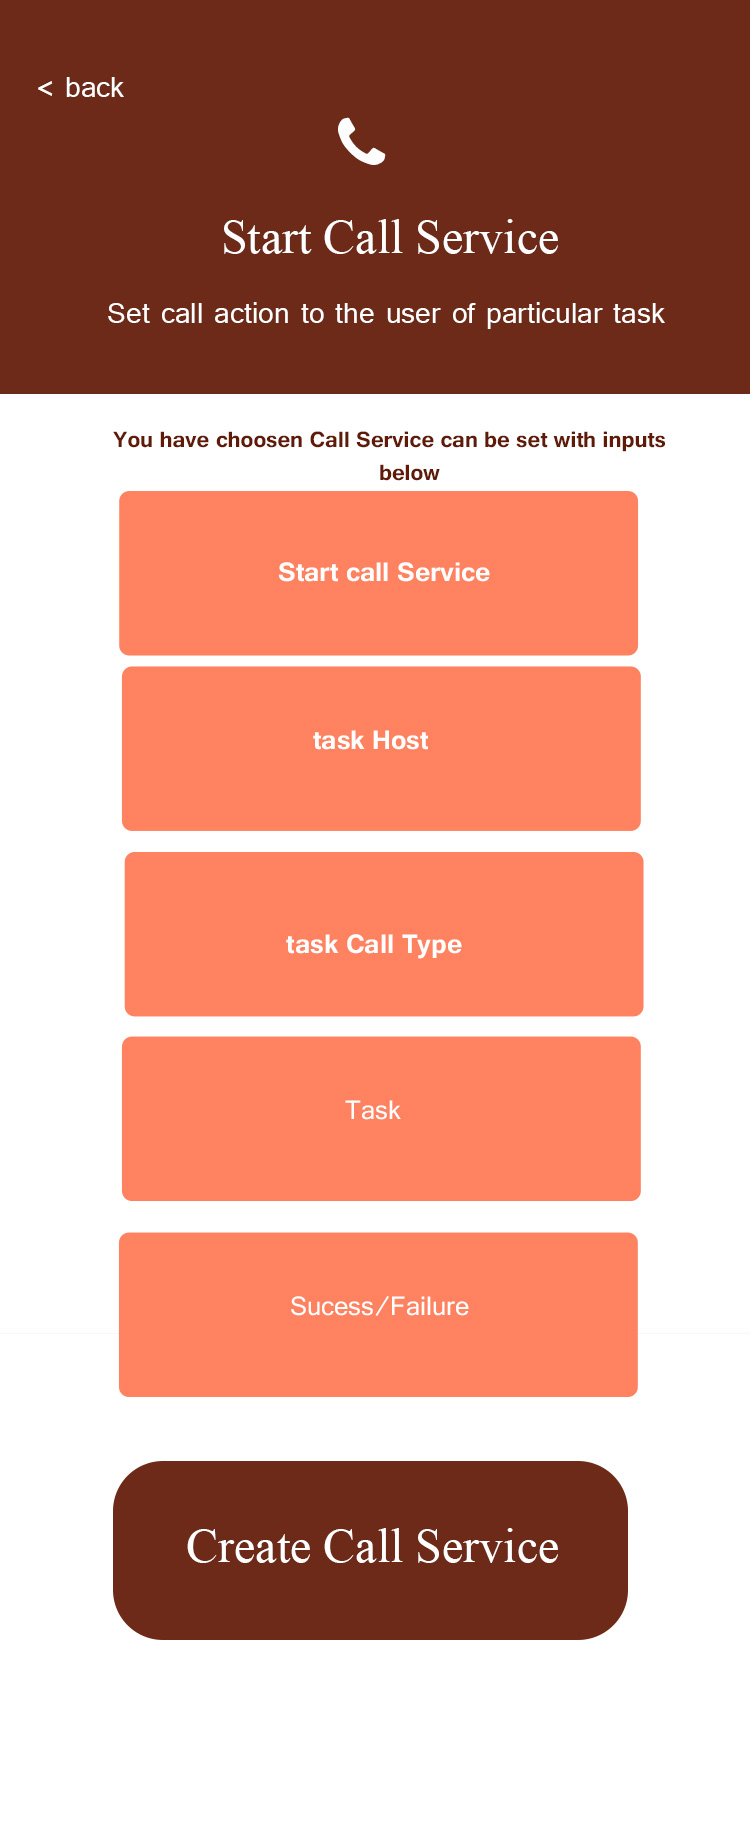 < back
Start Call Service
Set call action to the user of particular task
You have choosen Call Service can be set with inputs
below
Start call Service
task Host
task Call Type
Task
Sucess/Failure
Create Call Service